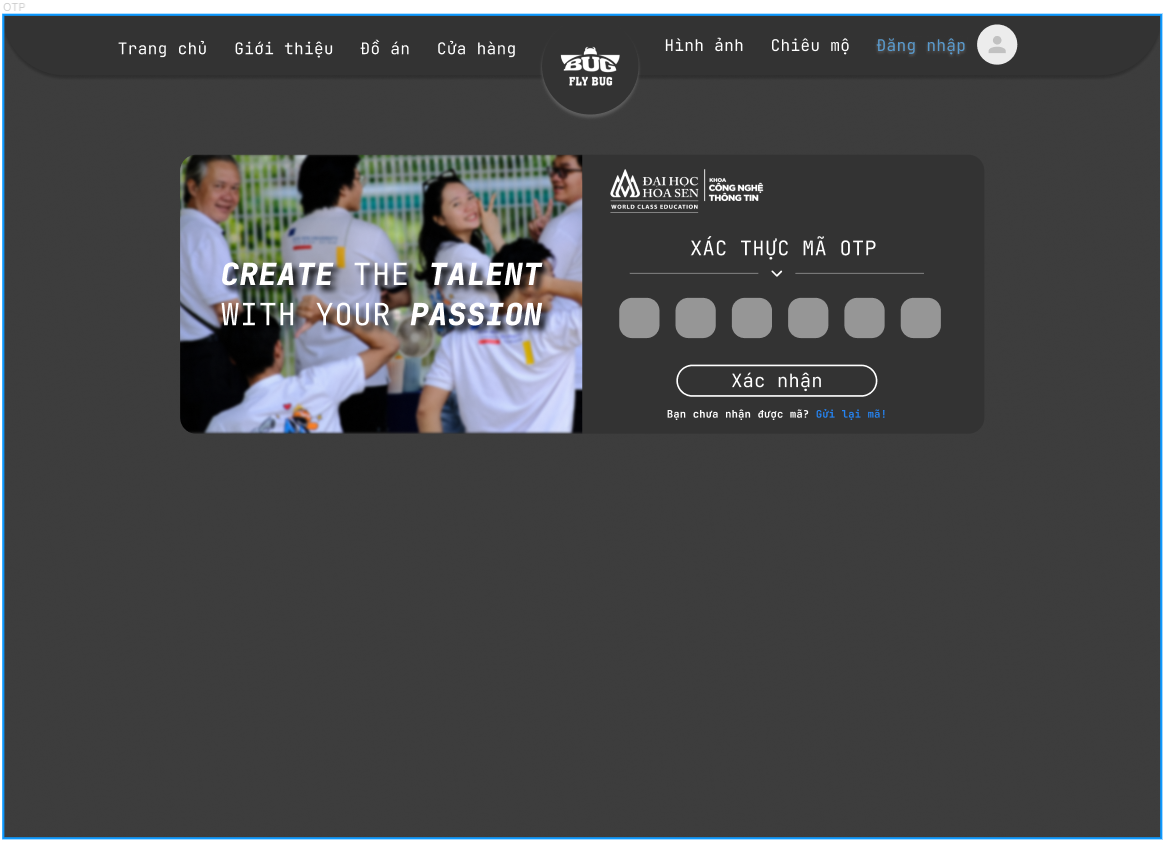 OTP
Trang chủ Giới thiệu Đồ án Cửa hàng
BUG
FLY BUG
Hình ảnh Chiêu mộ Đăng nhập
CREATE THE TALENT
WITH YOUR PASSION
ĐẠI HỌC
HOA SEN
WORLD CLASS EDUCATION
KHOA
CÔNG NGHỆ
THÔNG TIN
XÁC THỰC MÃ OTP
Xác nhận
Bạn chưa nhận được mã? Gửi lại mã!